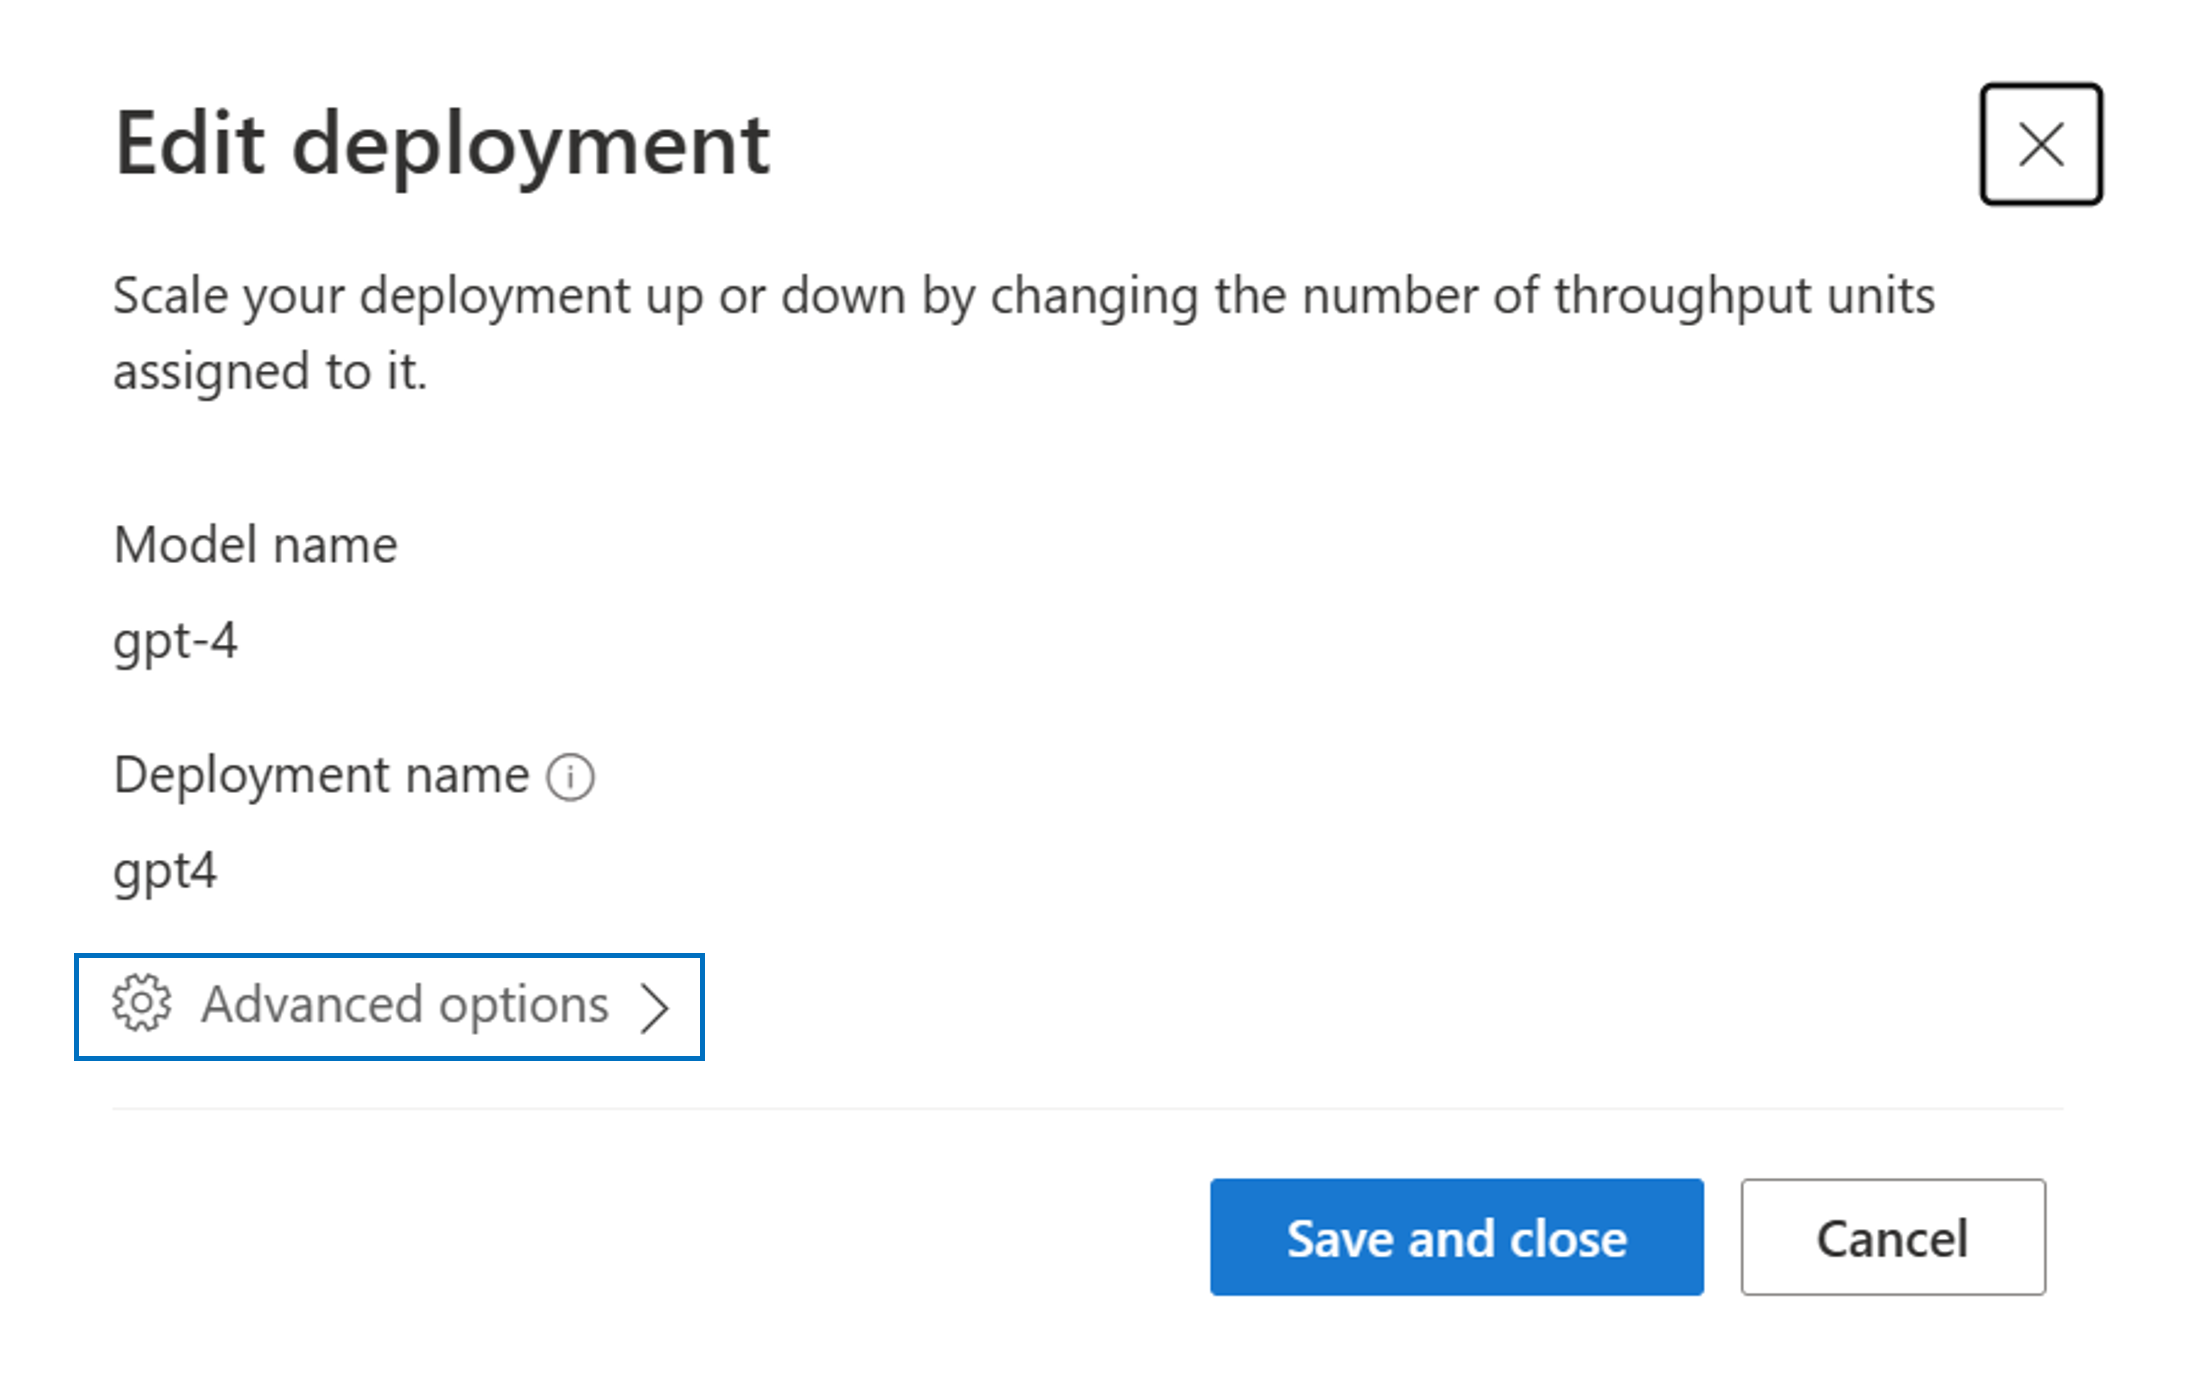 Edit deployment
Scale your deployment up or down by changing the number of throughput units
assigned to it.
Model name
gpt-4
Deployment name
gpt4
Advanced options
Save and close
Cancel